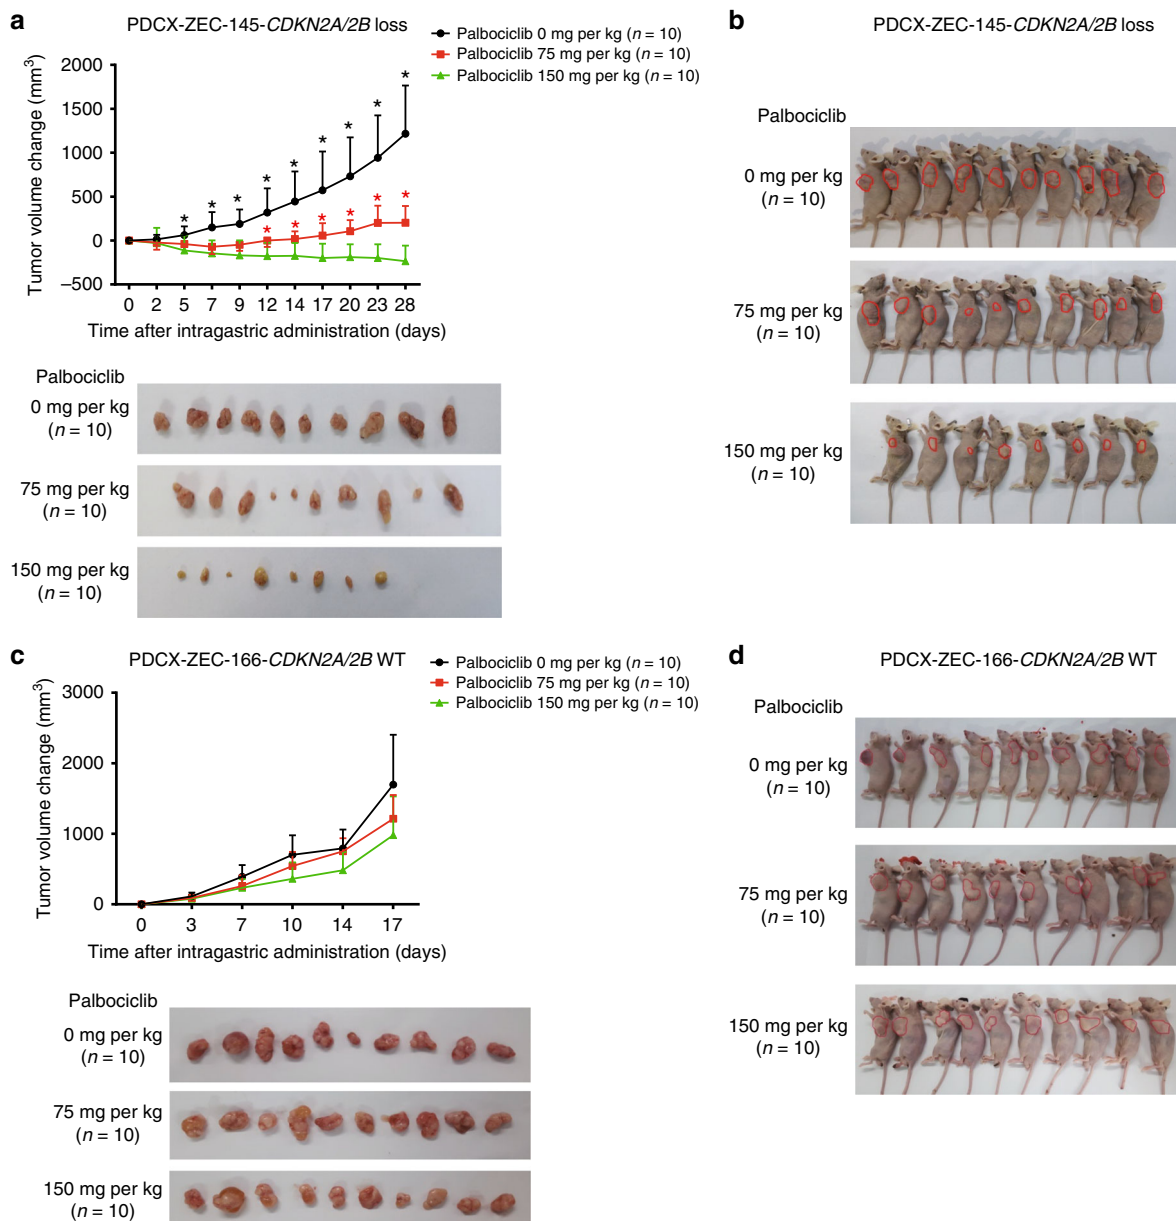 a
PDCX-ZEC-145-CDKN2A/2B loss
Palbociclib 0 mg per kg (n = 10)
Palbociclib 75 mg per kg (n = 10)
Palbociclib 150 mg per kg (n = 10)
Tumor volume change (mm³)
2000
1500
1000
500
0
–500
* * * * * * * * *
* * * * * *
0 2 5 7 9 12 14 17 20 23 28
Time after intragastric administration (days)
Palbociclib
0 mg per kg
(n = 10)
75 mg per kg
(n = 10)
150 mg per kg
(n = 10)
b
PDCX-ZEC-145-CDKN2A/2B loss
Palbociclib
0 mg per kg
(n = 10)
75 mg per kg
(n = 10)
150 mg per kg
(n = 10)
c
PDCX-ZEC-166-CDKN2A/2B WT
Palbociclib 0 mg per kg (n = 10)
Palbociclib 75 mg per kg (n = 10)
Palbociclib 150 mg per kg (n = 10)
Tumor volume change (mm³)
3000
2000
1000
0
0 3 7 10 14 17
Time after intragastric administration (days)
Palbociclib
0 mg per kg
(n = 10)
75 mg per kg
(n = 10)
150 mg per kg
(n = 10)
d
PDCX-ZEC-166-CDKN2A/2B WT
Palbociclib
0 mg per kg
(n = 10)
75 mg per kg
(n = 10)
150 mg per kg
(n = 10)